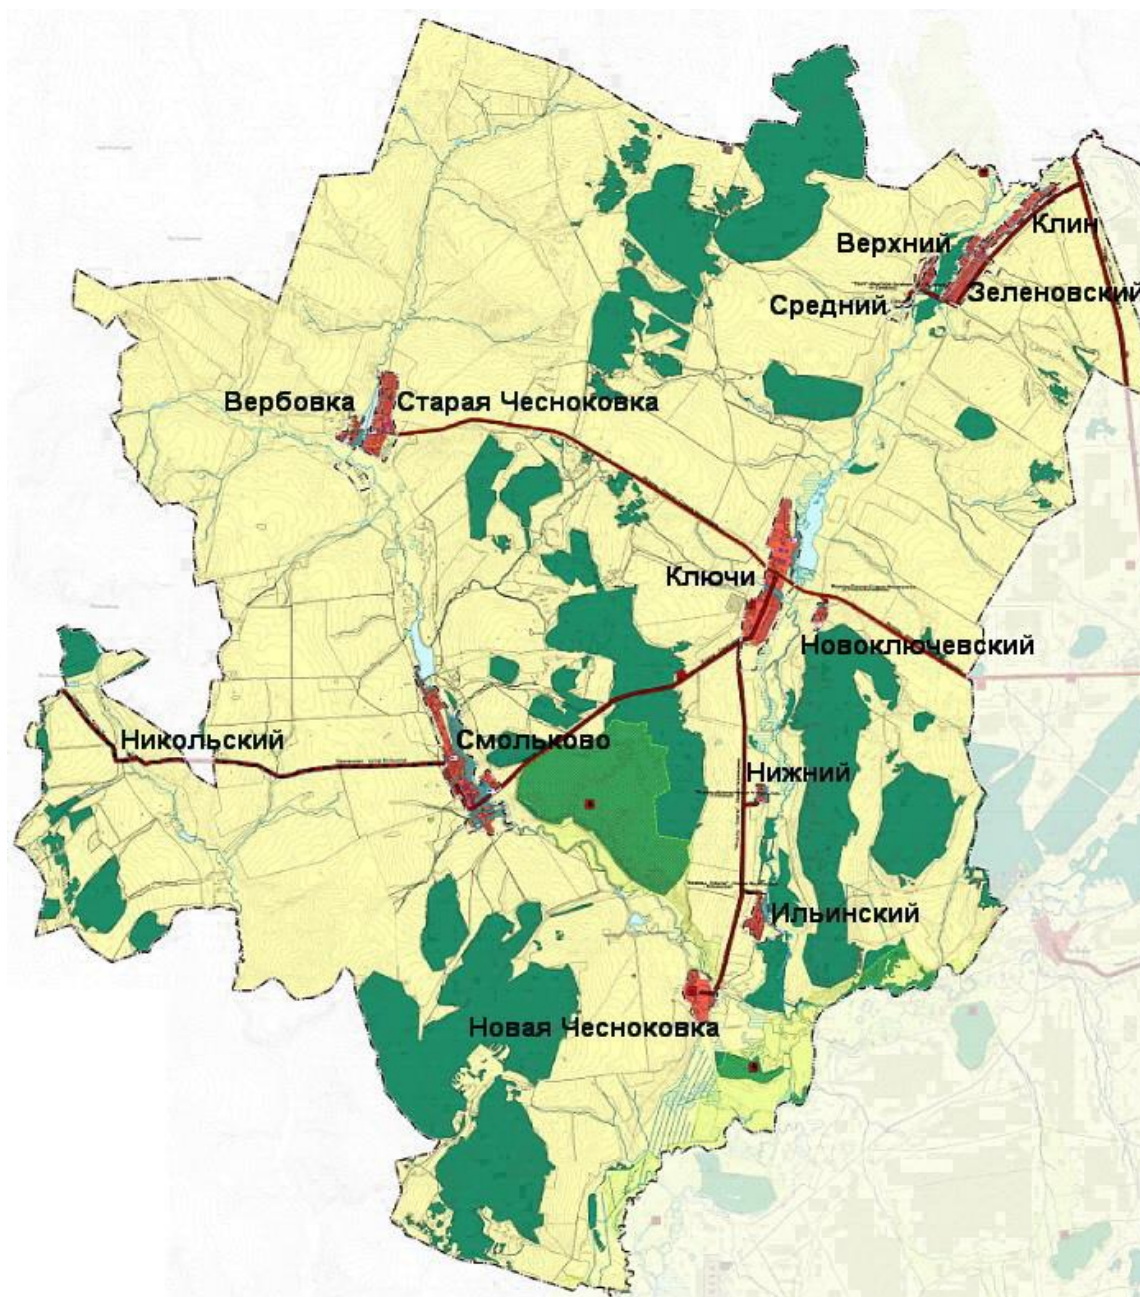 Клин
Верхний
Зеленовский
Средний
Вербовка
Старая Чесноковка
Ключи
Новоключевский
Никольский
Смольково
Нижний
Ильинский
Новая Чесноковка